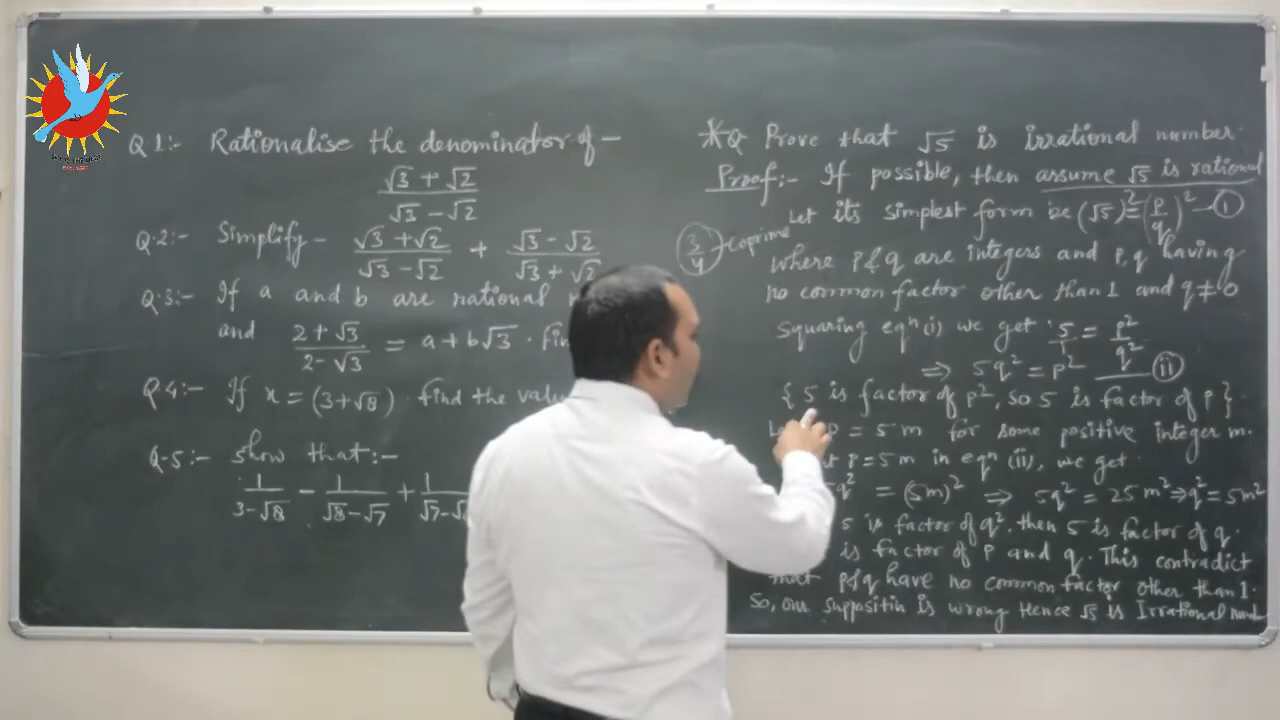 Q 1:- Rationalise the denominator of -
√3 + √2 / √3 - √2
Q.2:- Simplify - √3 + √2 / √3 - √2 + √3 - √2 / √3 + √2
Q.3:- If a and b are rational
and 2 + √3 / 2 - √3 = a + b√3 .
Q 4:- If x = (3+√8) . find the
Q-5:- show that:-
1 / 3-√8 - 1 / √8-√7 + 1
*Q Prove that √5 is irrational number.
Proof:- If possible, then assume √5 is rational
Let its simplest form be (√5)² = (p/q)² — (1)
3/4 → coprime
where p & q are integers and p, q having
no common factor other than 1 and q ≠ 0
squaring eqⁿ (i) we get 5/1 = p²/q²
⇒ 5q² = p² — (ii)
{ 5 is factor of p², so 5 is factor of p }
p = 5m for some positive integer m.
p = 5m in eqⁿ (ii), we get
q² = (5m)² ⇒ 5q² = 25m² ⇒ q² = 5m²
5 is factor of q². then 5 is factor of q.
is factor of p and q. This contradict
that p & q have no common factor other than 1.
So, our suppositin is wrong Hence √5 is Irrational